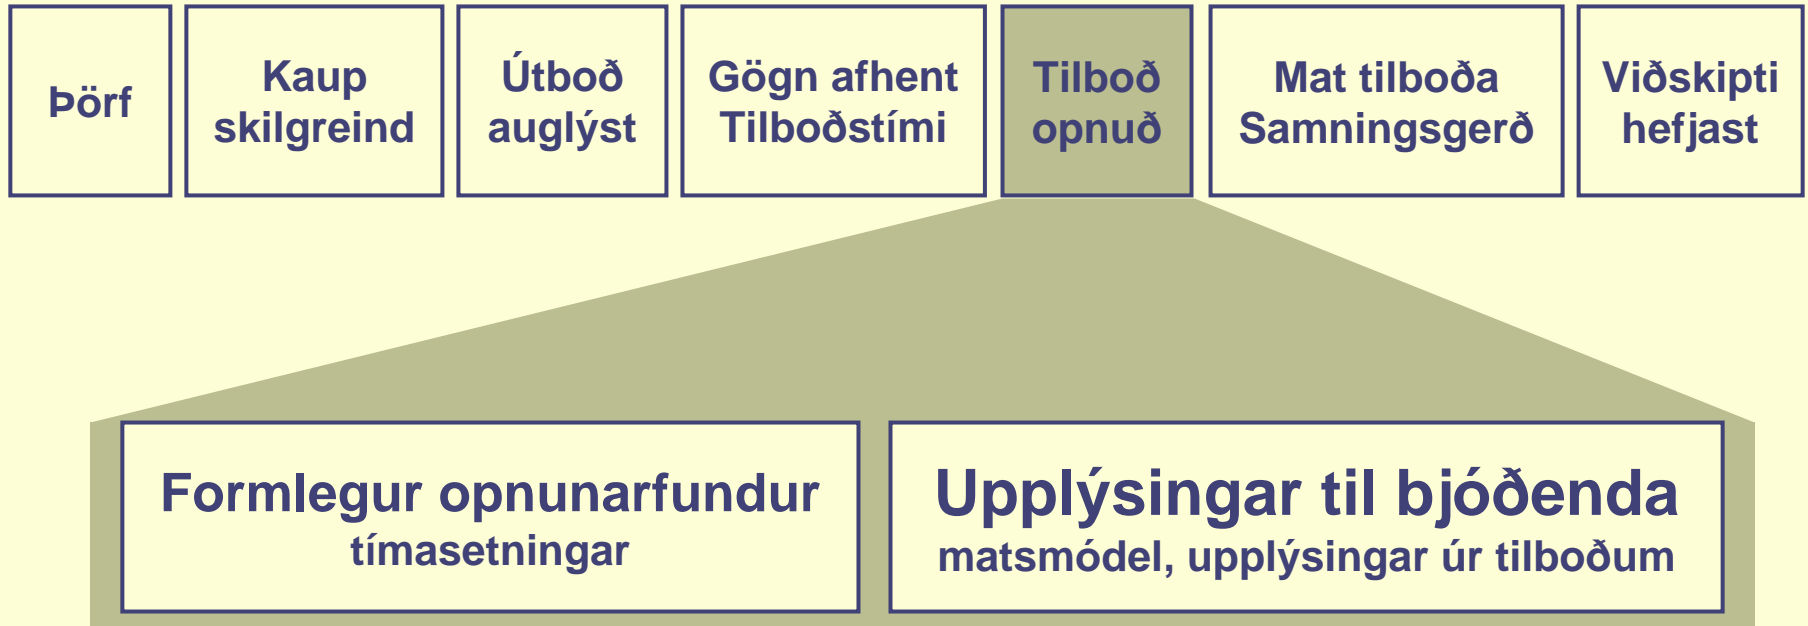 Þörf
Kaup
skilgreind
Útboð
auglýst
Gögn afhent
Tilboðstími
Tilboð
opnuð
Mat tilboða
Samningsgerð
Viðskipti
hefjast
Formlegur opnunarfundur
tímasetningar
Upplýsingar til bjóðenda
matsmódel, upplýsingar úr tilboðum